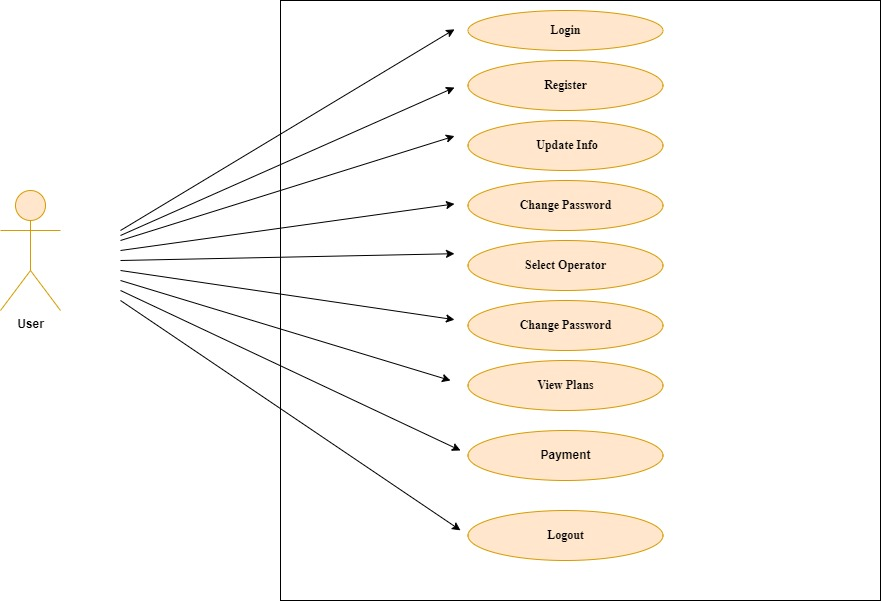 Login
Register
Update Info
Change Password
Select Operator
Change Password
View Plans
Payment
Logout
User